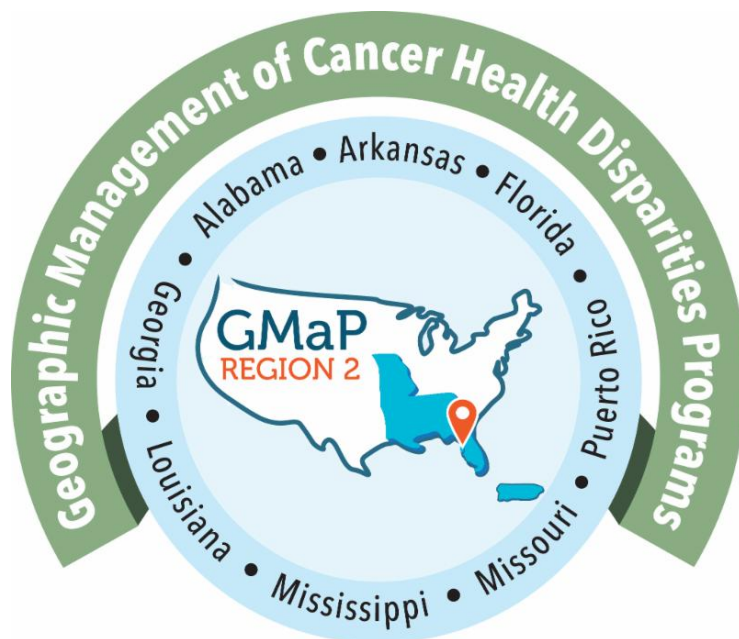 Geographic Management of Cancer Health Disparities Programs
Georgia • Alabama • Arkansas • Florida • Puerto Rico •
Louisiana • Mississippi • Missouri •
GMaP
REGION 2